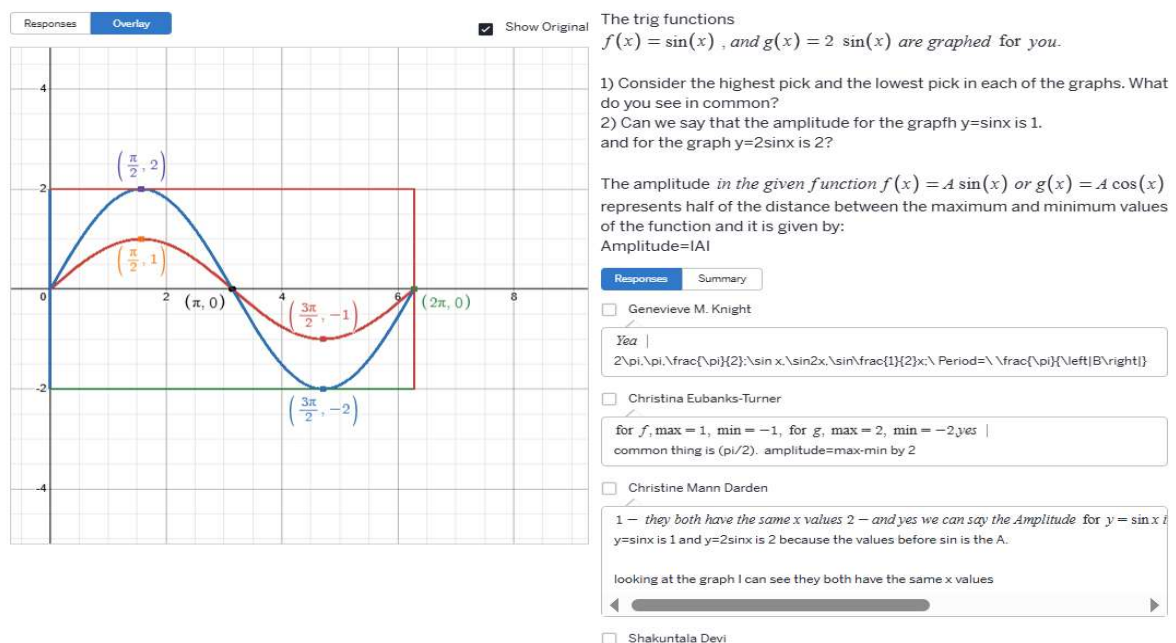 Responses
Overlay
Show Original
4
2
0
2
4
6
8
-2
-4
(π/2, 2)
(π/2, 1)
(π, 0)
(3π/2, -1)
(2π, 0)
(3π/2, -2)
The trig functions
f(x) = sin(x) , and g(x) = 2 sin(x) are graphed for you.
1) Consider the highest pick and the lowest pick in each of the graphs. What
do you see in common?
2) Can we say that the amplitude for the grapfh y=sinx is 1.
and for the graph y=2sinx is 2?
The amplitude in the given function f(x) = A sin(x) or g(x) = A cos(x)
represents half of the distance between the maximum and minimum values
of the function and it is given by:
Amplitude=IAI
Responses
Summary
Genevieve M. Knight
Yea |
2\pi,\pi,\frac{\pi}{2};\sin x,\sin2x,\sin\frac{1}{2}x;\ Period=\ \frac{\pi}{\left|B\right|}
Christina Eubanks-Turner
for f, max = 1, min = −1, for g, max = 2, min = −2,yes |
common thing is (pi/2). amplitude=max-min by 2
Christine Mann Darden
1 − they both have the same x values 2 − and yes we can say the Amplitude for y = sin x i
y=sinx is 1 and y=2sinx is 2 because the values before sin is the A.
looking at the graph I can see they both have the same x values
Shakuntala Devi